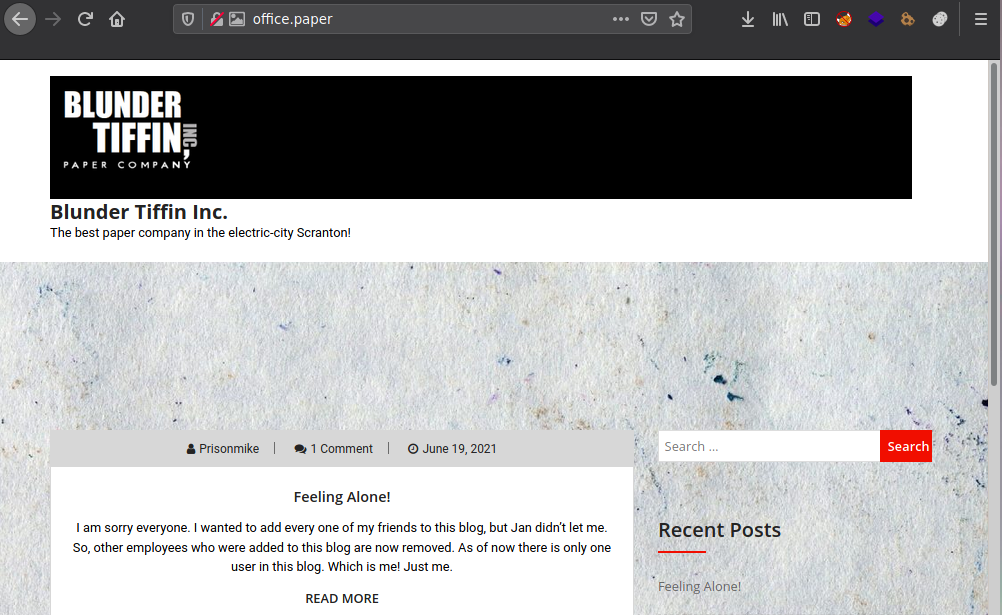 office.paper
BLUNDER
TIFFIN,
INC
PAPER COMPANY
Blunder Tiffin Inc.
The best paper company in the electric-city Scranton!
Prisonmike
1 Comment
June 19, 2021
Search ...
Search
Feeling Alone!
I am sorry everyone. I wanted to add every one of my friends to this blog, but Jan didn’t let me.
So, other employees who were added to this blog are now removed. As of now there is only one
user in this blog. Which is me! Just me.
READ MORE
Recent Posts
Feeling Alone!